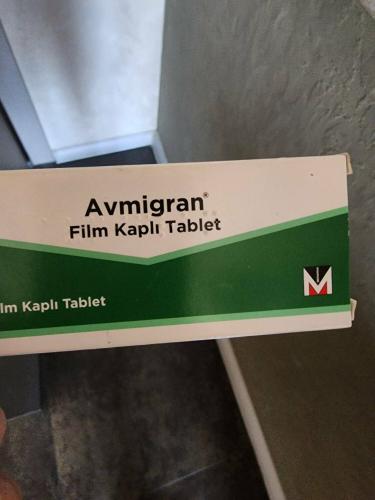 Avmigran®
Film Kaplı Tablet
lm Kaplı Tablet
M